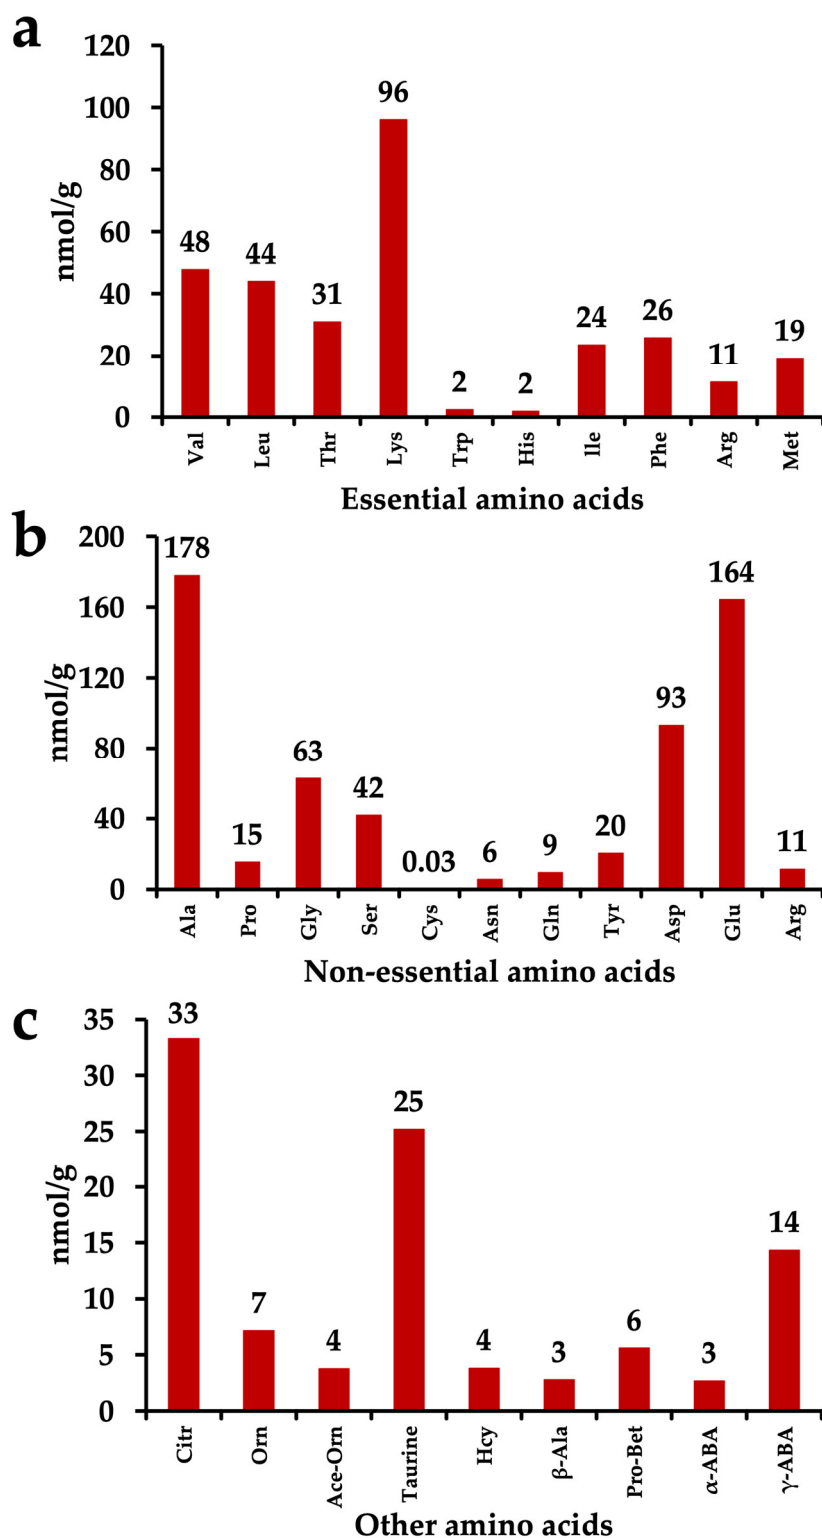 a
120
100
80
60
40
20
0
nmol/g
48
44
31
96
2
2
24
26
11
19
Val
Leu
Thr
Lys
Trp
His
Ile
Phe
Arg
Met
Essential amino acids
b
200
160
120
80
40
0
nmol/g
178
15
63
42
0.03
6
9
20
93
164
11
Ala
Pro
Gly
Ser
Cys
Asn
Gln
Tyr
Asp
Glu
Arg
Non-essential amino acids
c
35
30
25
20
15
10
5
0
nmol/g
33
7
4
25
4
3
6
3
14
Citr
Orn
Ace-Orn
Taurine
Hcy
β-Ala
Pro-Bet
α-ABA
γ-ABA
Other amino acids